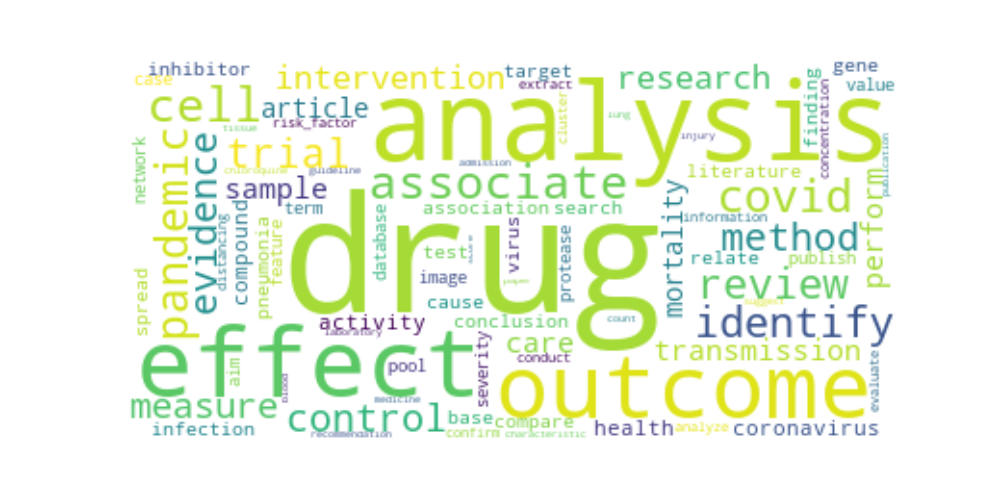 inhibitor
case
intervention
target
extract
research
gene
value
cell
article
risk_factor
tissue
cluster
analysis
lung
injury
finding
concentration
publication
network
pandemic
evidence
trial
chloroquine
guideline
admission
sample
term
associate
literature
covid
perform
distancing
compound
pneumonia
feature
drug
database
association
search
test
virus
image
protease
mortality
information
method
relate
publish
review
suggest
spread
cause
paper
activity
laboratory
conclusion
count
identify
effect
aim
blood
pool
severity
care
conduct
transmission
evaluate
outcome
measure
medicine
control
base
compare
infection
recommendation
confirm
characteristic
health
analyze
coronavirus